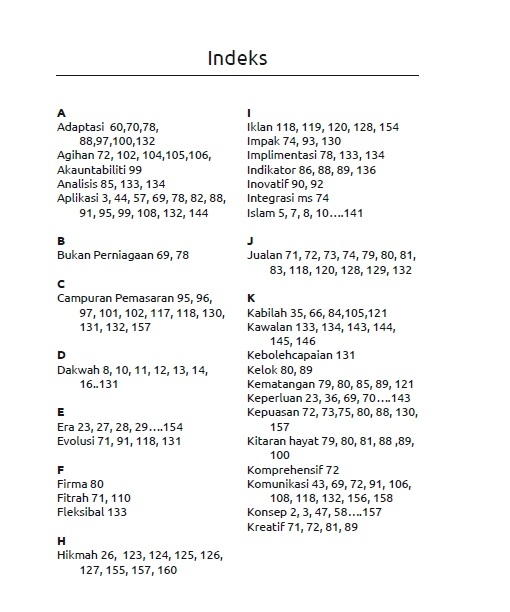 Indeks
A
Adaptasi 60,70,78,
88,97,100,132
Agihan 72, 102, 104,105,106,
Akauntabiliti 99
Analisis 85, 133, 134
Aplikasi 3, 44, 57, 69, 78, 82, 88,
91, 95, 99, 108, 132, 144
B
Bukan Perniagaan 69, 78
C
Campuran Pemasaran 95, 96,
97, 101, 102, 117, 118, 130,
131, 132, 157
D
Dakwah 8, 10, 11, 12, 13, 14,
16..131
E
Era 23, 27, 28, 29....154
Evolusi 71, 91, 118, 131
F
Firma 80
Fitrah 71, 110
Fleksibal 133
H
Hikmah 26, 123, 124, 125, 126,
127, 155, 157, 160
I
Iklan 118, 119, 120, 128, 154
Impak 74, 93, 130
Implimentasi 78, 133, 134
Indikator 86, 88, 89, 136
Inovatif 90, 92
Integrasi ms 74
Islam 5, 7, 8, 10....141
J
Jualan 71, 72, 73, 74, 79, 80, 81,
83, 118, 120, 128, 129, 132
K
Kabilah 35, 66, 84,105,121
Kawalan 133, 134, 143, 144,
145, 146
Kebolehcapaian 131
Kelok 80, 89
Kematangan 79, 80, 85, 89, 121
Keperluan 23, 36, 69, 70....143
Kepuasan 72, 73,75, 80, 88, 130,
157
Kitaran hayat 79, 80, 81, 88 ,89,
100
Komprehensif 72
Komunikasi 43, 69, 72, 91, 106,
108, 118, 132, 156, 158
Konsep 2, 3, 47, 58....157
Kreatif 71, 72, 81, 89